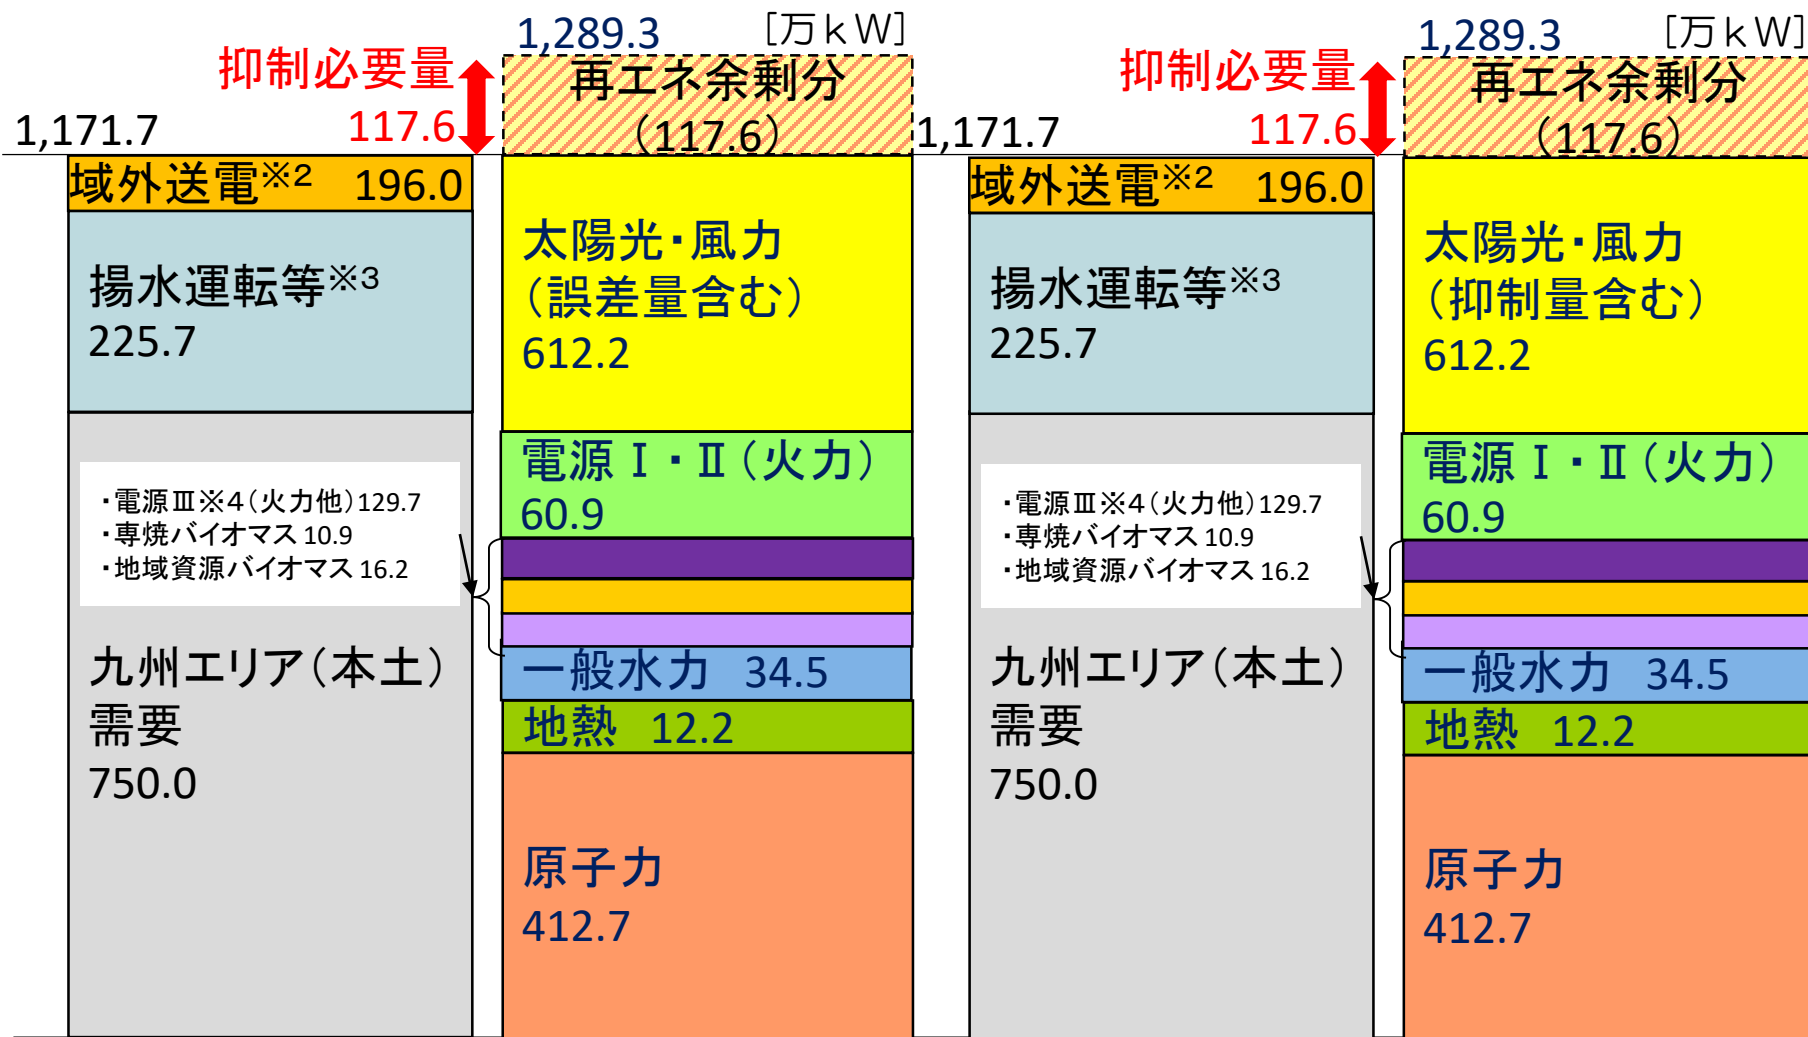 1,289.3 [万kW]
抑制必要量 再エネ余剰分
1,171.7 117.6 (117.6)
域外送電※2 196.0
太陽光・風力
揚水運転等※3 (誤差量含む)
225.7 612.2
電源Ⅰ・Ⅱ(火力)
60.9
・電源Ⅲ※4(火力他)129.7
・専焼バイオマス 10.9
・地域資源バイオマス 16.2
九州エリア(本土) 一般水力 34.5
需要 地熱 12.2
750.0
原子力
412.7
1,289.3 [万kW]
抑制必要量 再エネ余剰分
1,171.7 117.6 (117.6)
域外送電※2 196.0
太陽光・風力
揚水運転等※3 (抑制量含む)
225.7 612.2
電源Ⅰ・Ⅱ(火力)
60.9
・電源Ⅲ※4(火力他)129.7
・専焼バイオマス 10.9
・地域資源バイオマス 16.2
九州エリア(本土) 一般水力 34.5
需要 地熱 12.2
750.0
原子力
412.7